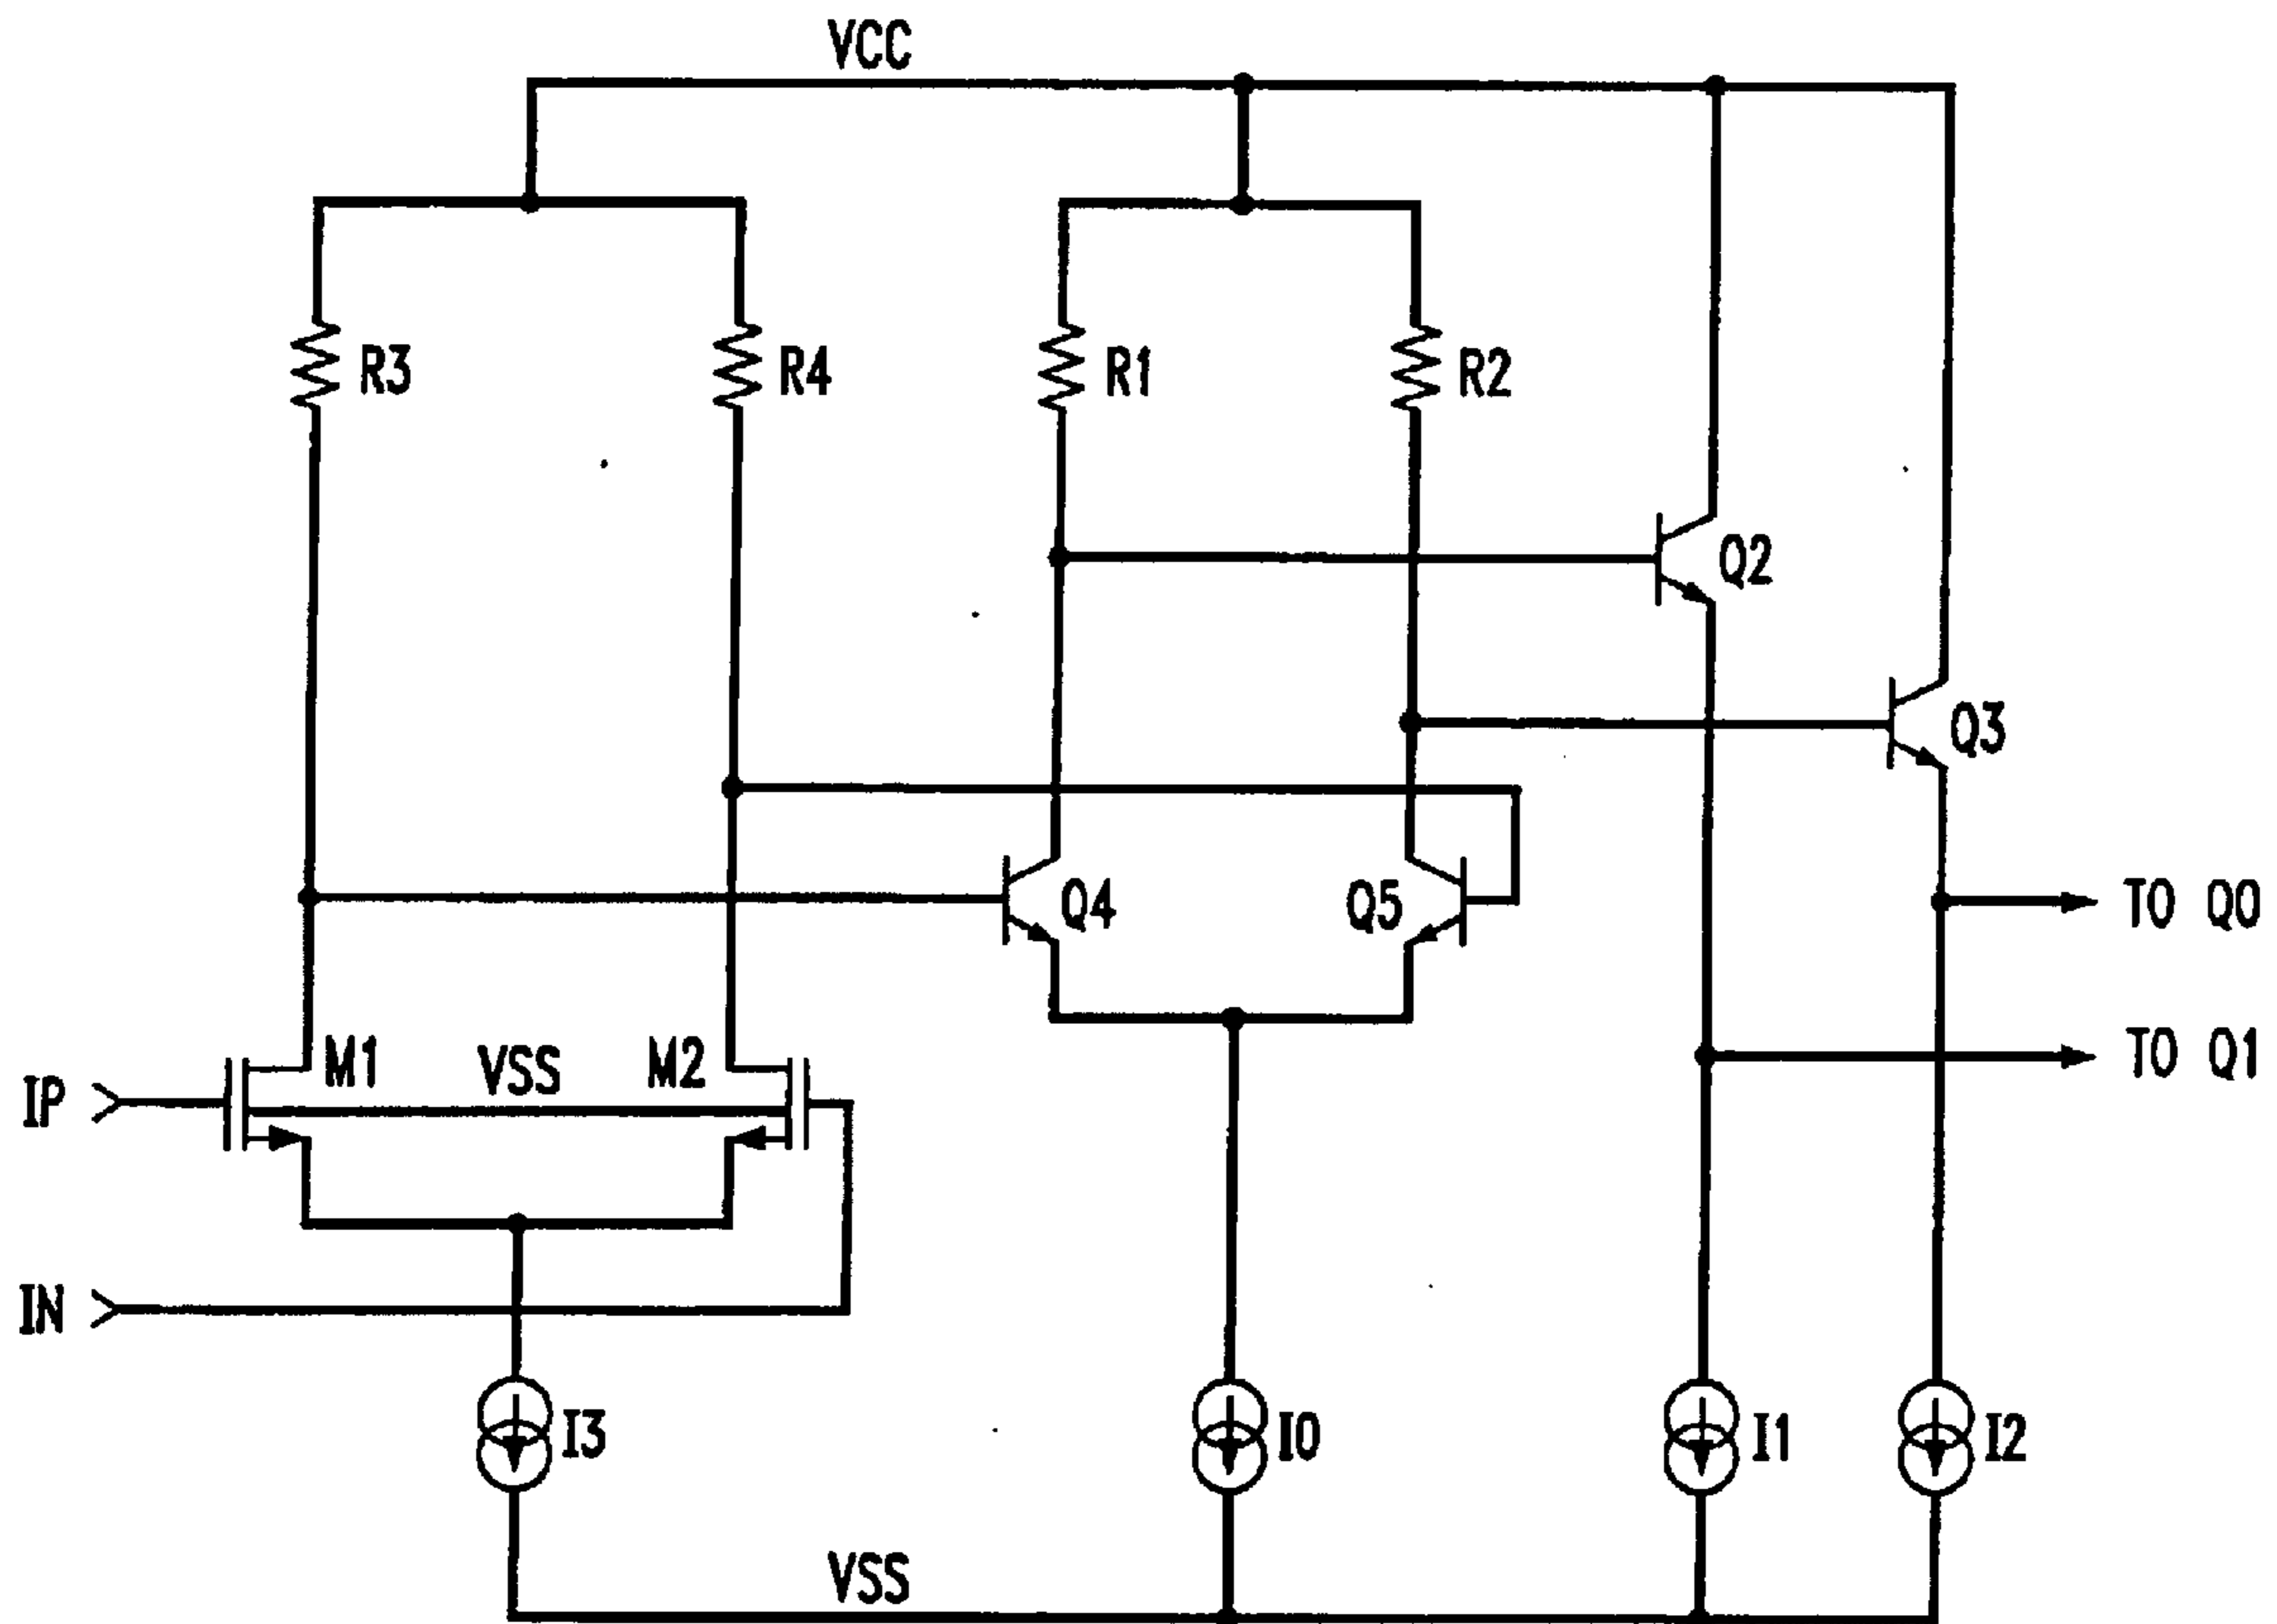 VCC
R3
R4
R1
R2
Q2
Q3
Q4
Q5
TO Q0
M1
VSS
M2
TO Q1
IP
IN
I3
I0
I1
I2
VSS